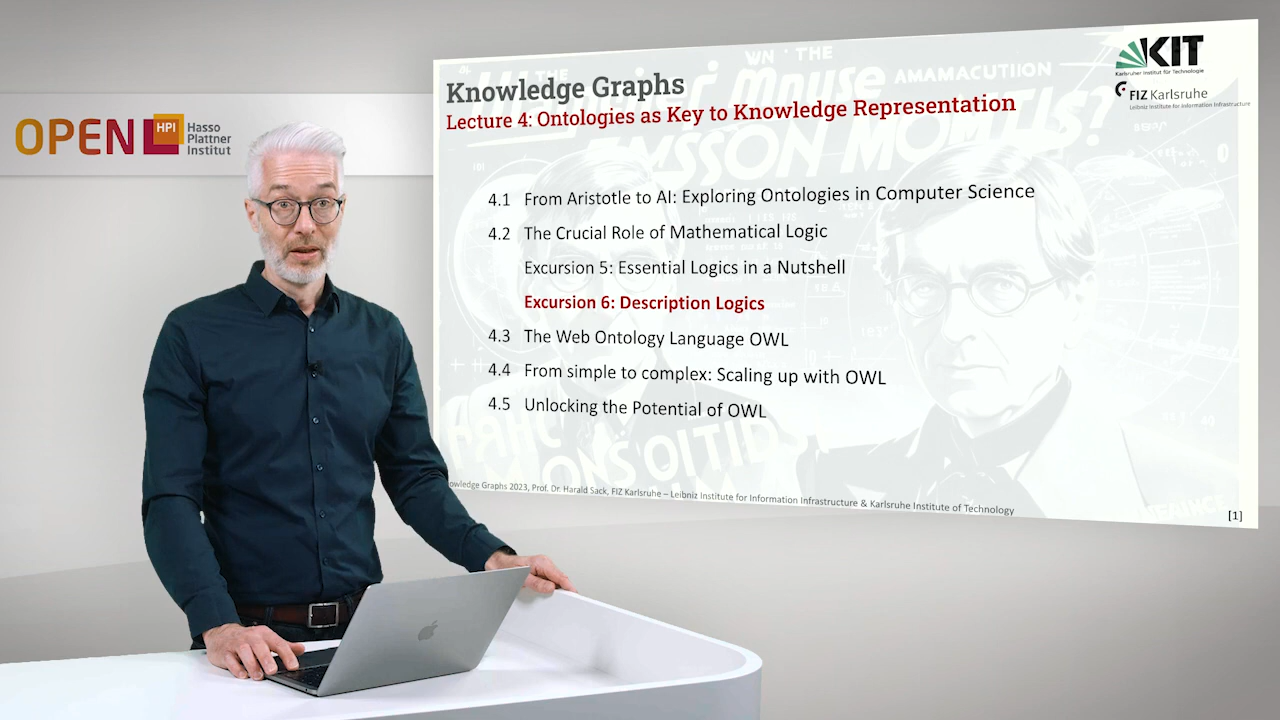 OPEN HPI Hasso
Plattner
Institut
Knowledge Graphs
Lecture 4: Ontologies as Key to Knowledge Representation
KIT
Karlsruher Institut für Technologie
FIZ Karlsruhe
Leibniz Institute for Information Infrastructure
WN THE
THE
AMAMACUTIION
4.1 From Aristotle to AI: Exploring Ontologies in Computer Science
4.2 The Crucial Role of Mathematical Logic
Excursion 5: Essential Logics in a Nutshell
Excursion 6: Description Logics
4.3 The Web Ontology Language OWL
4.4 From simple to complex: Scaling up with OWL
4.5 Unlocking the Potential of OWL
owledge Graphs 2023, Prof. Dr. Harald Sack, FIZ Karlsruhe – Leibniz Institute for Information Infrastructure & Karlsruhe Institute of Technology
[1]